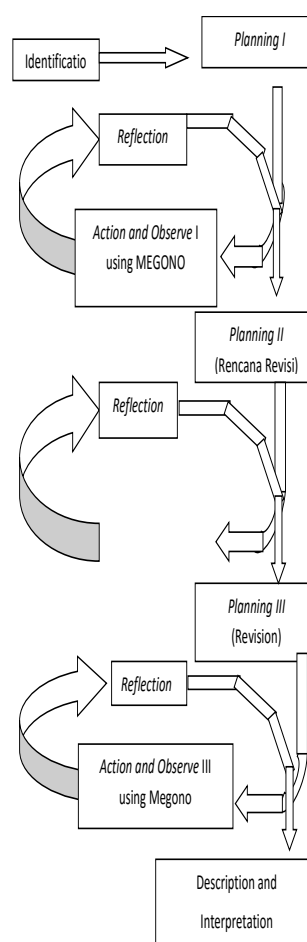 Planning I
Identificatio
Reflection
Action and Observe I
using MEGONO
Planning II
(Rencana Revisi)
Reflection
Planning III
(Revision)
Reflection
Action and Observe III
using Megono
Description and
Interpretation